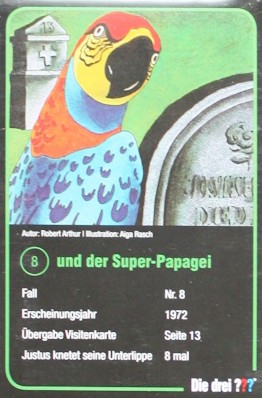 13
Autor: Robert Arthur I Illustration: Aiga Rasch
8 und der Super-Papagei
Fall Nr. 8
Erscheinungsjahr 1972
Übergabe Visitenkarte Seite 13
Justus knetet seine Unterlippe 8 mal
Die drei ???